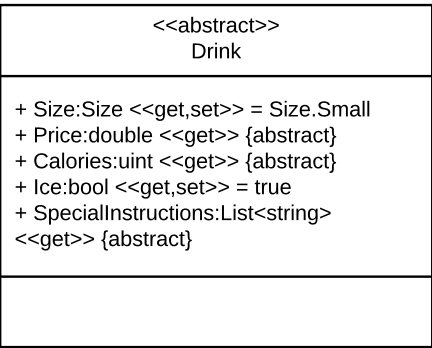 <<abstract>>
Drink
+ Size:Size <<get,set>> = Size.Small
+ Price:double <<get>> {abstract}
+ Calories:uint <<get>> {abstract}
+ Ice:bool <<get,set>> = true
+ SpecialInstructions:List<string>
<<get>> {abstract}